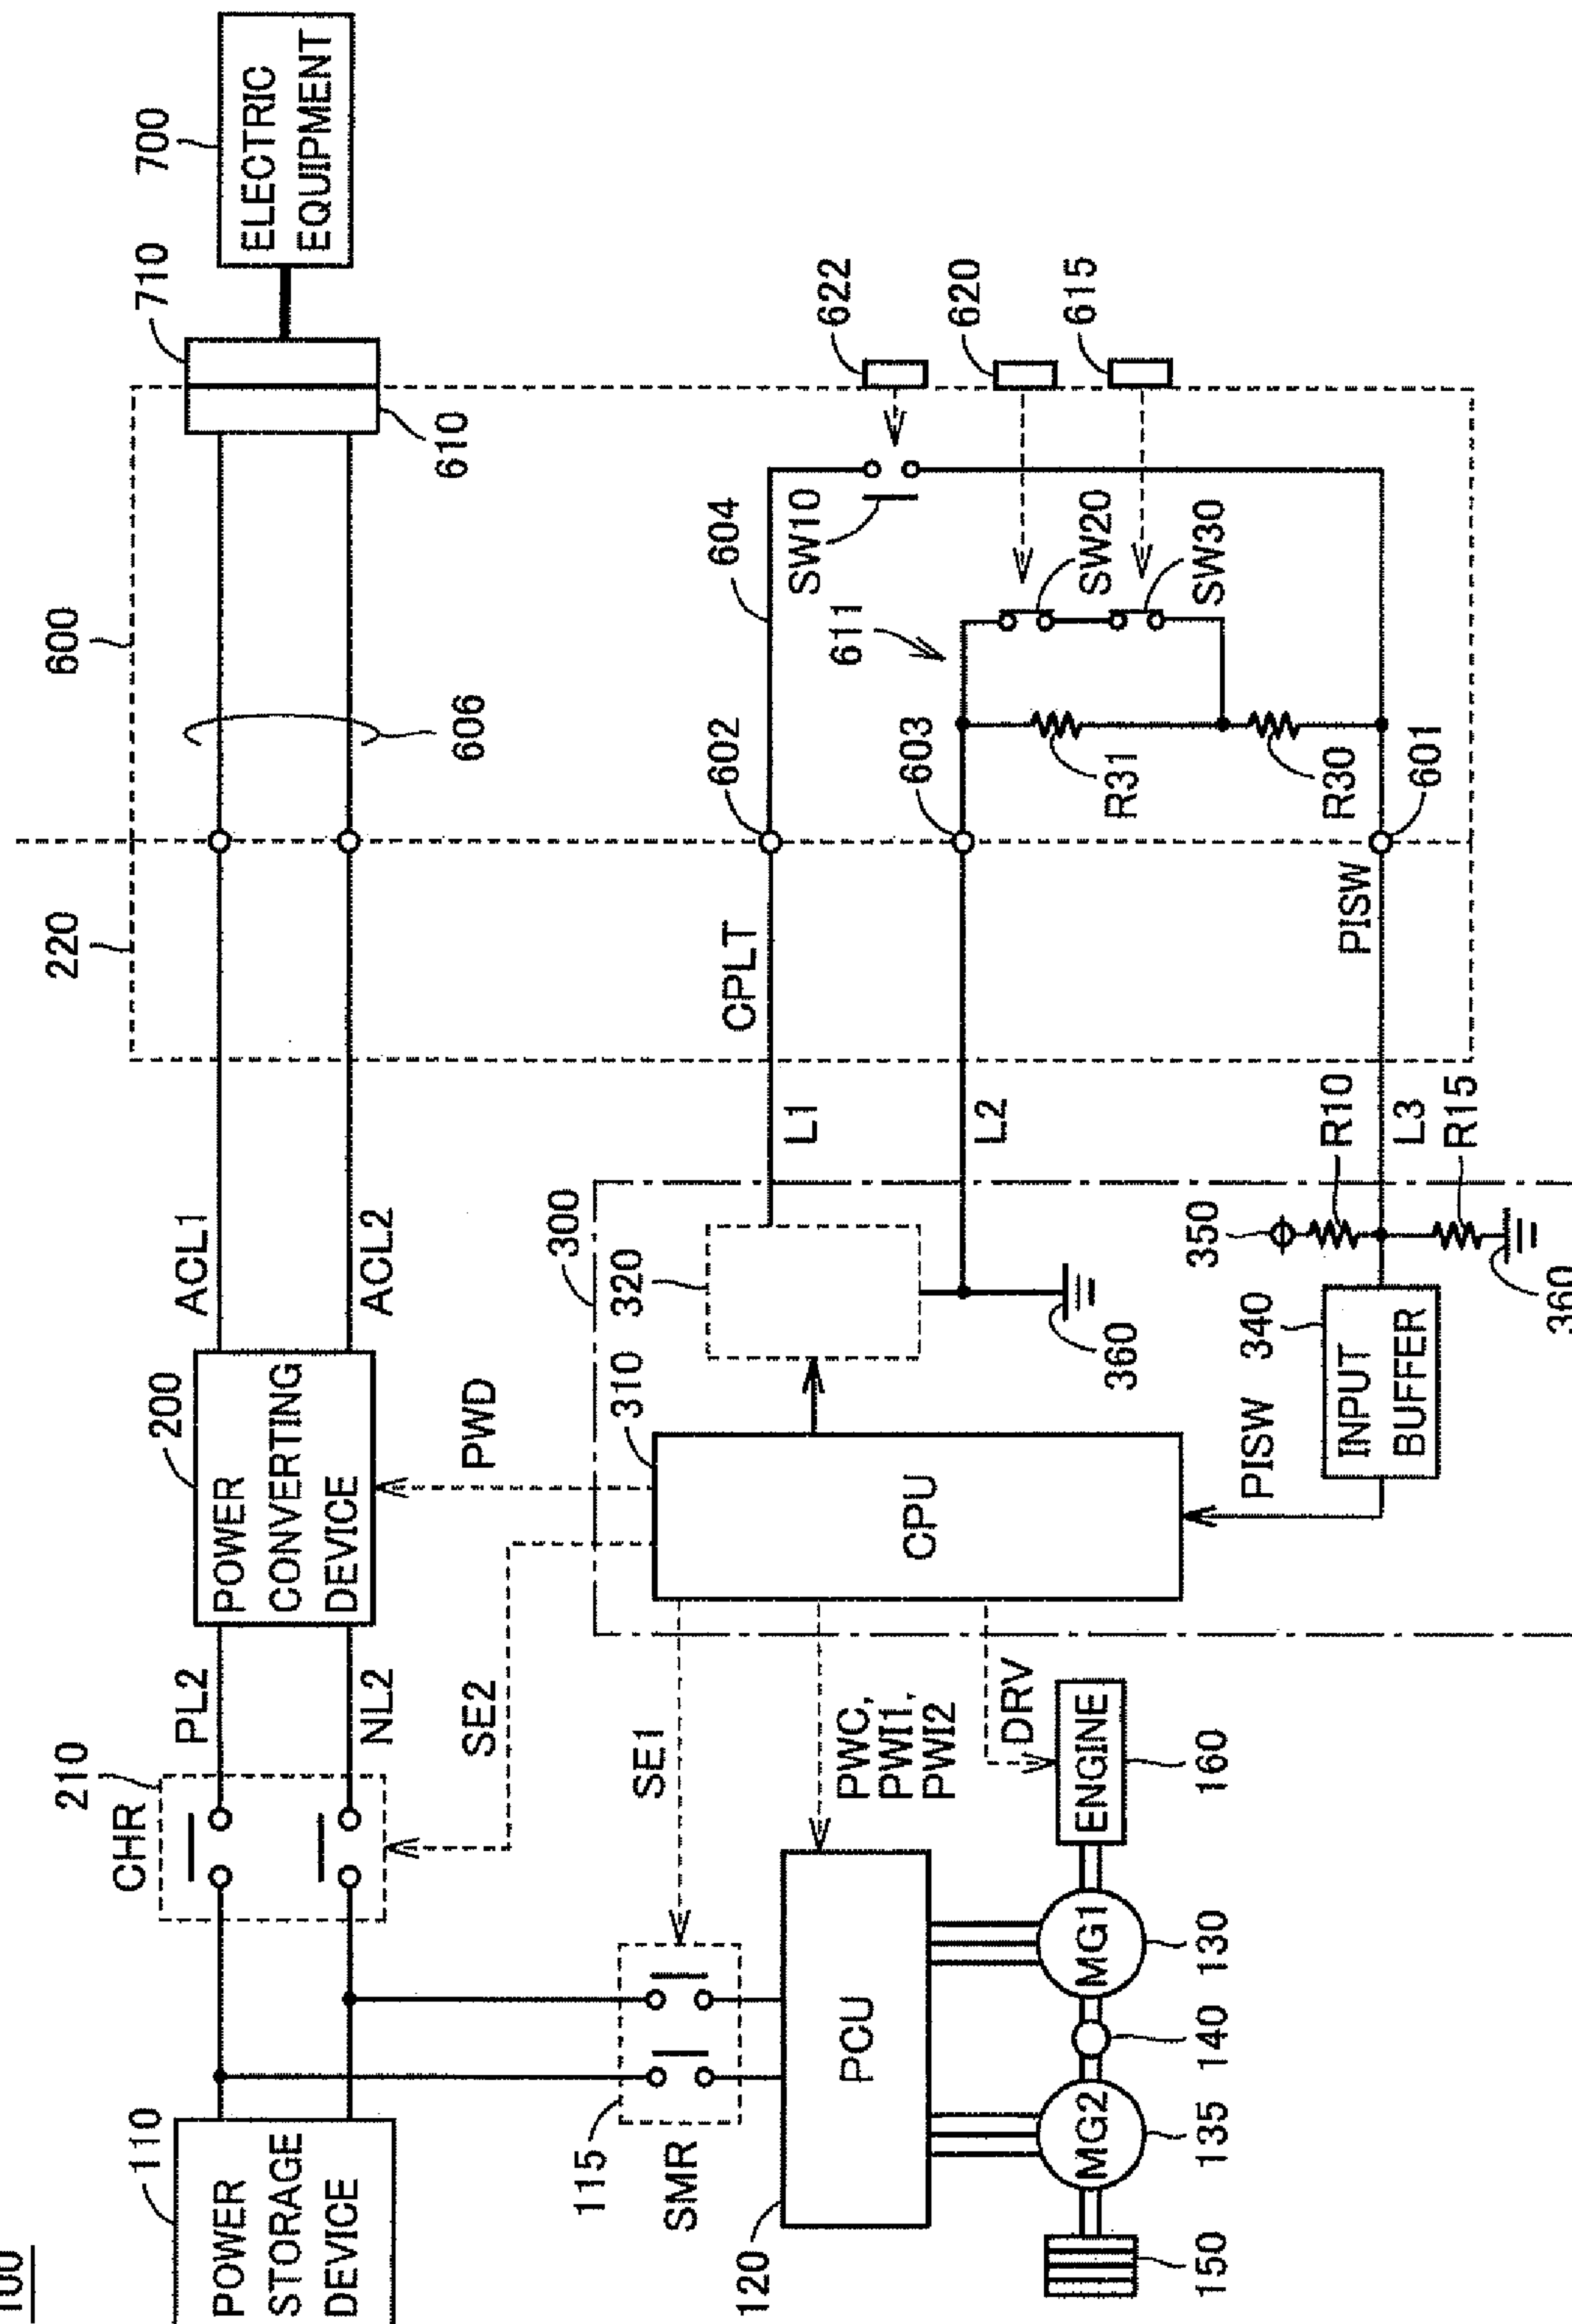 100
110
POWER
STORAGE
DEVICE
CHR
210
PL2
NL2
200
POWER
CONVERTING
DEVICE
ACL1
ACL2
220
600
606
610
710
700
ELECTRIC
EQUIPMENT
115
SMR
SE1
SE2
PWD
120
PCU
PWC,
PWI1,
PWI2
DRV
MG2
MG1
ENGINE
150
135
140
130
160
300
310
CPU
320
360
PISW
340
INPUT
BUFFER
350
R10
R15
360
L1
L2
L3
CPLT
PISW
602
603
601
604
611
R31
R30
SW10
SW20
SW30
622
620
615